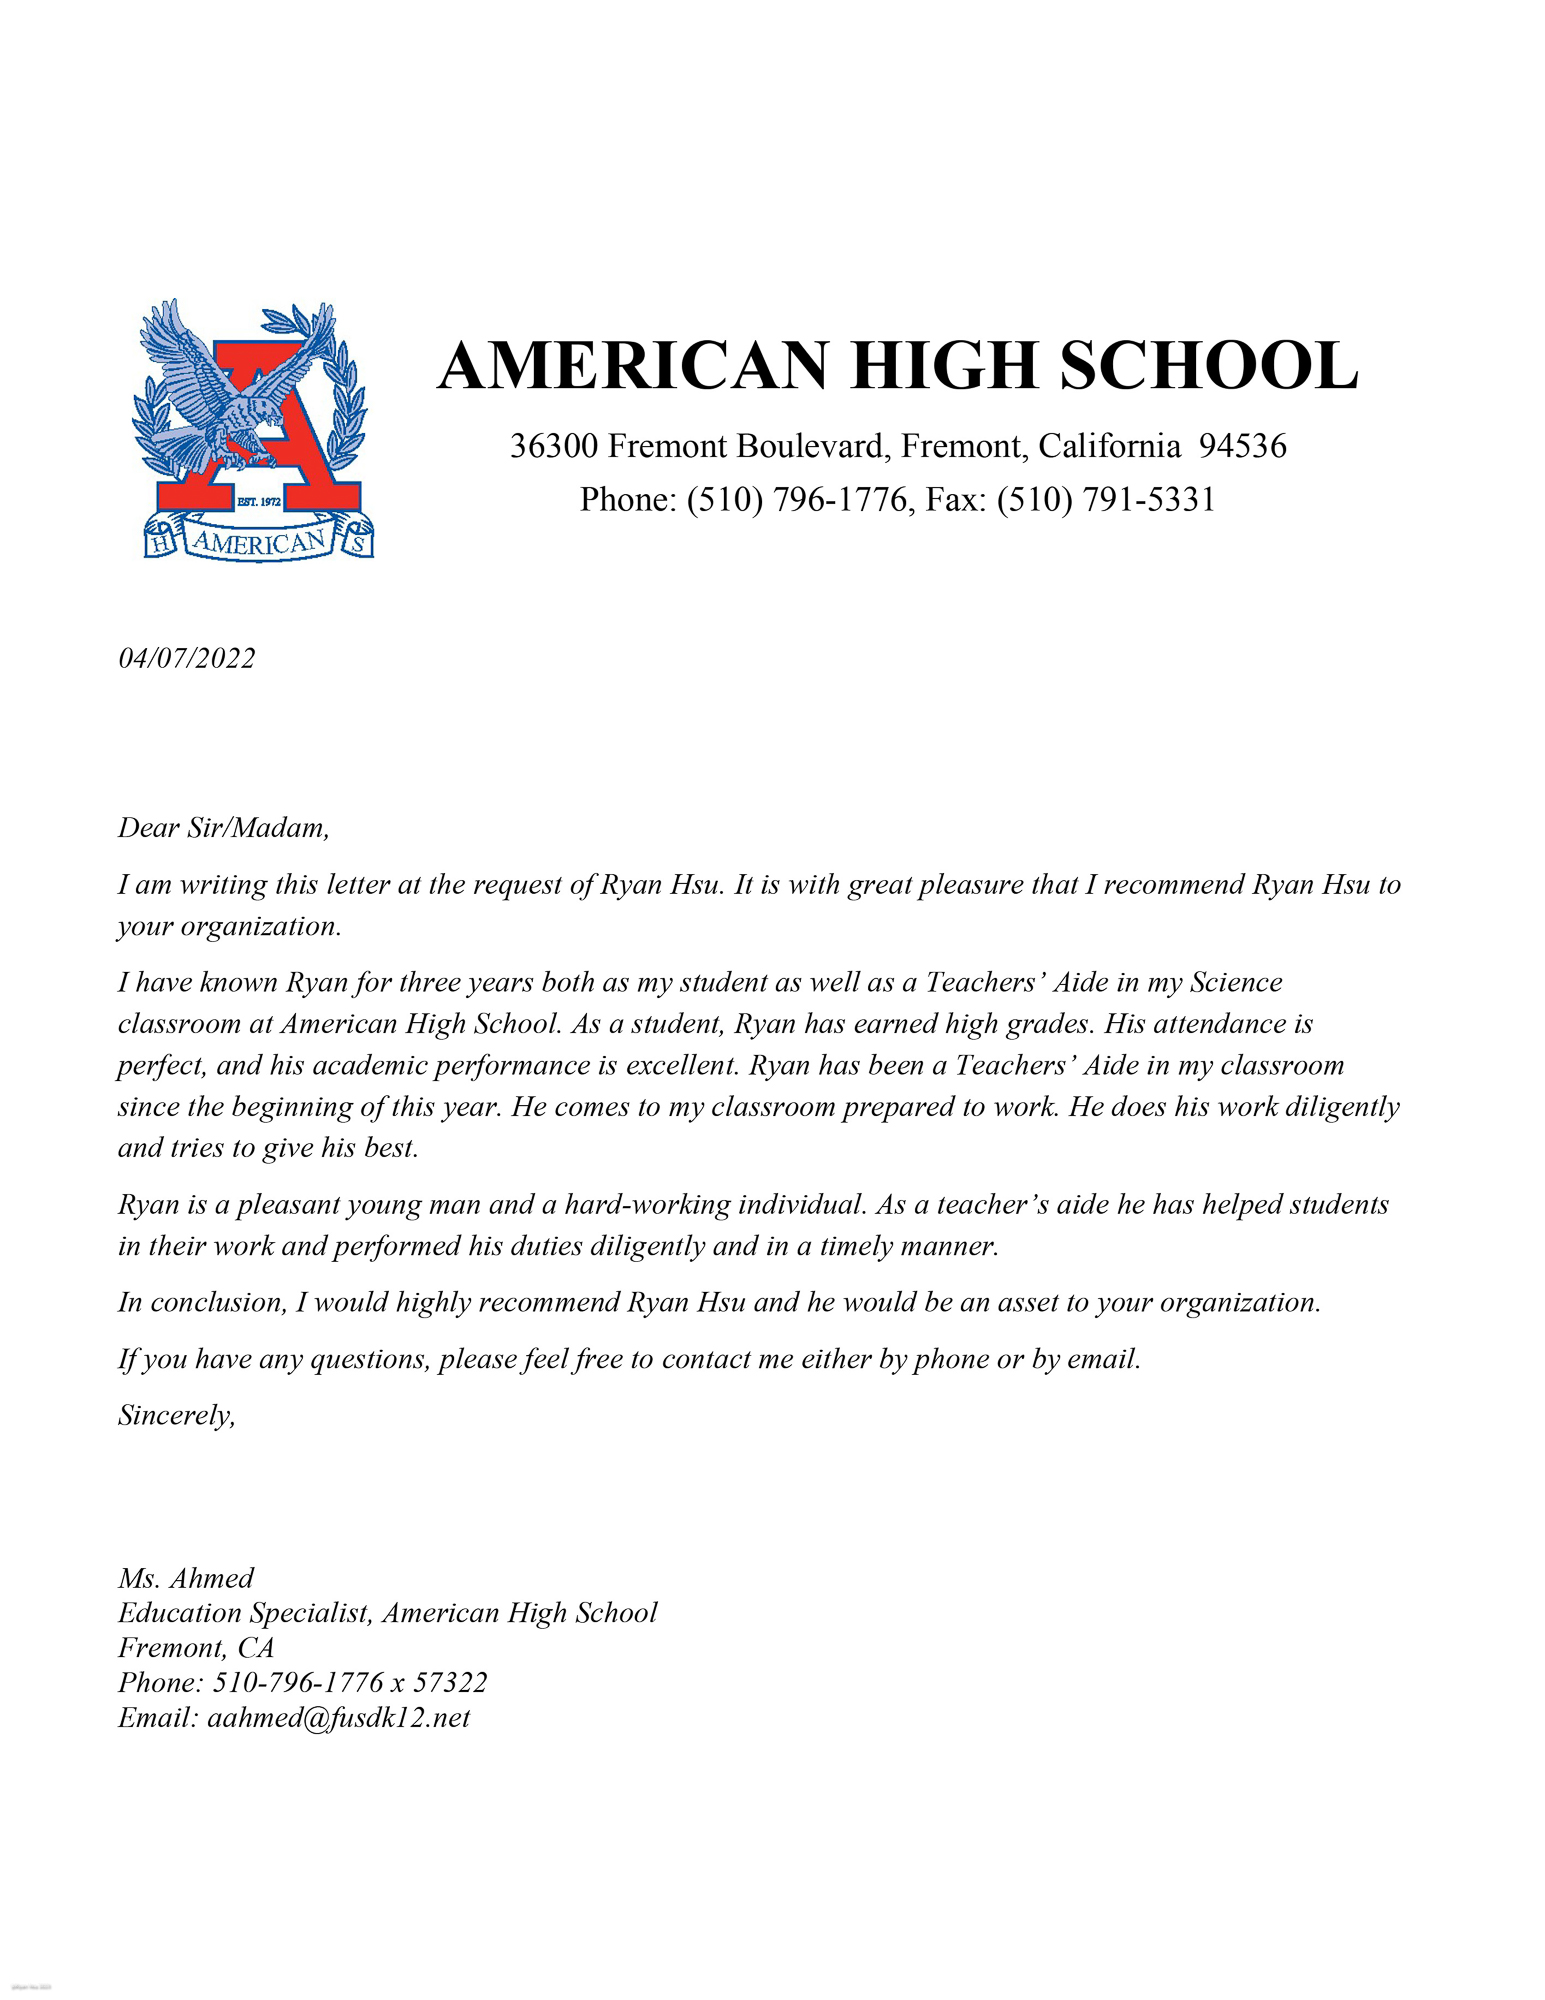 EST. 1972
H AMERICAN S
AMERICAN HIGH SCHOOL
36300 Fremont Boulevard, Fremont, California  94536
Phone: (510) 796-1776, Fax: (510) 791-5331
04/07/2022
Dear Sir/Madam,
I am writing this letter at the request of Ryan Hsu. It is with great pleasure that I recommend Ryan Hsu to
your organization.
I have known Ryan for three years both as my student as well as a Teachers’ Aide in my Science
classroom at American High School. As a student, Ryan has earned high grades. His attendance is
perfect, and his academic performance is excellent. Ryan has been a Teachers’ Aide in my classroom
since the beginning of this year. He comes to my classroom prepared to work. He does his work diligently
and tries to give his best.
Ryan is a pleasant young man and a hard-working individual. As a teacher’s aide he has helped students
in their work and performed his duties diligently and in a timely manner.
In conclusion, I would highly recommend Ryan Hsu and he would be an asset to your organization.
If you have any questions, please feel free to contact me either by phone or by email.
Sincerely,
Ms. Ahmed
Education Specialist, American High School
Fremont, CA
Phone: 510-796-1776 x 57322
Email: aahmed@fusdk12.net